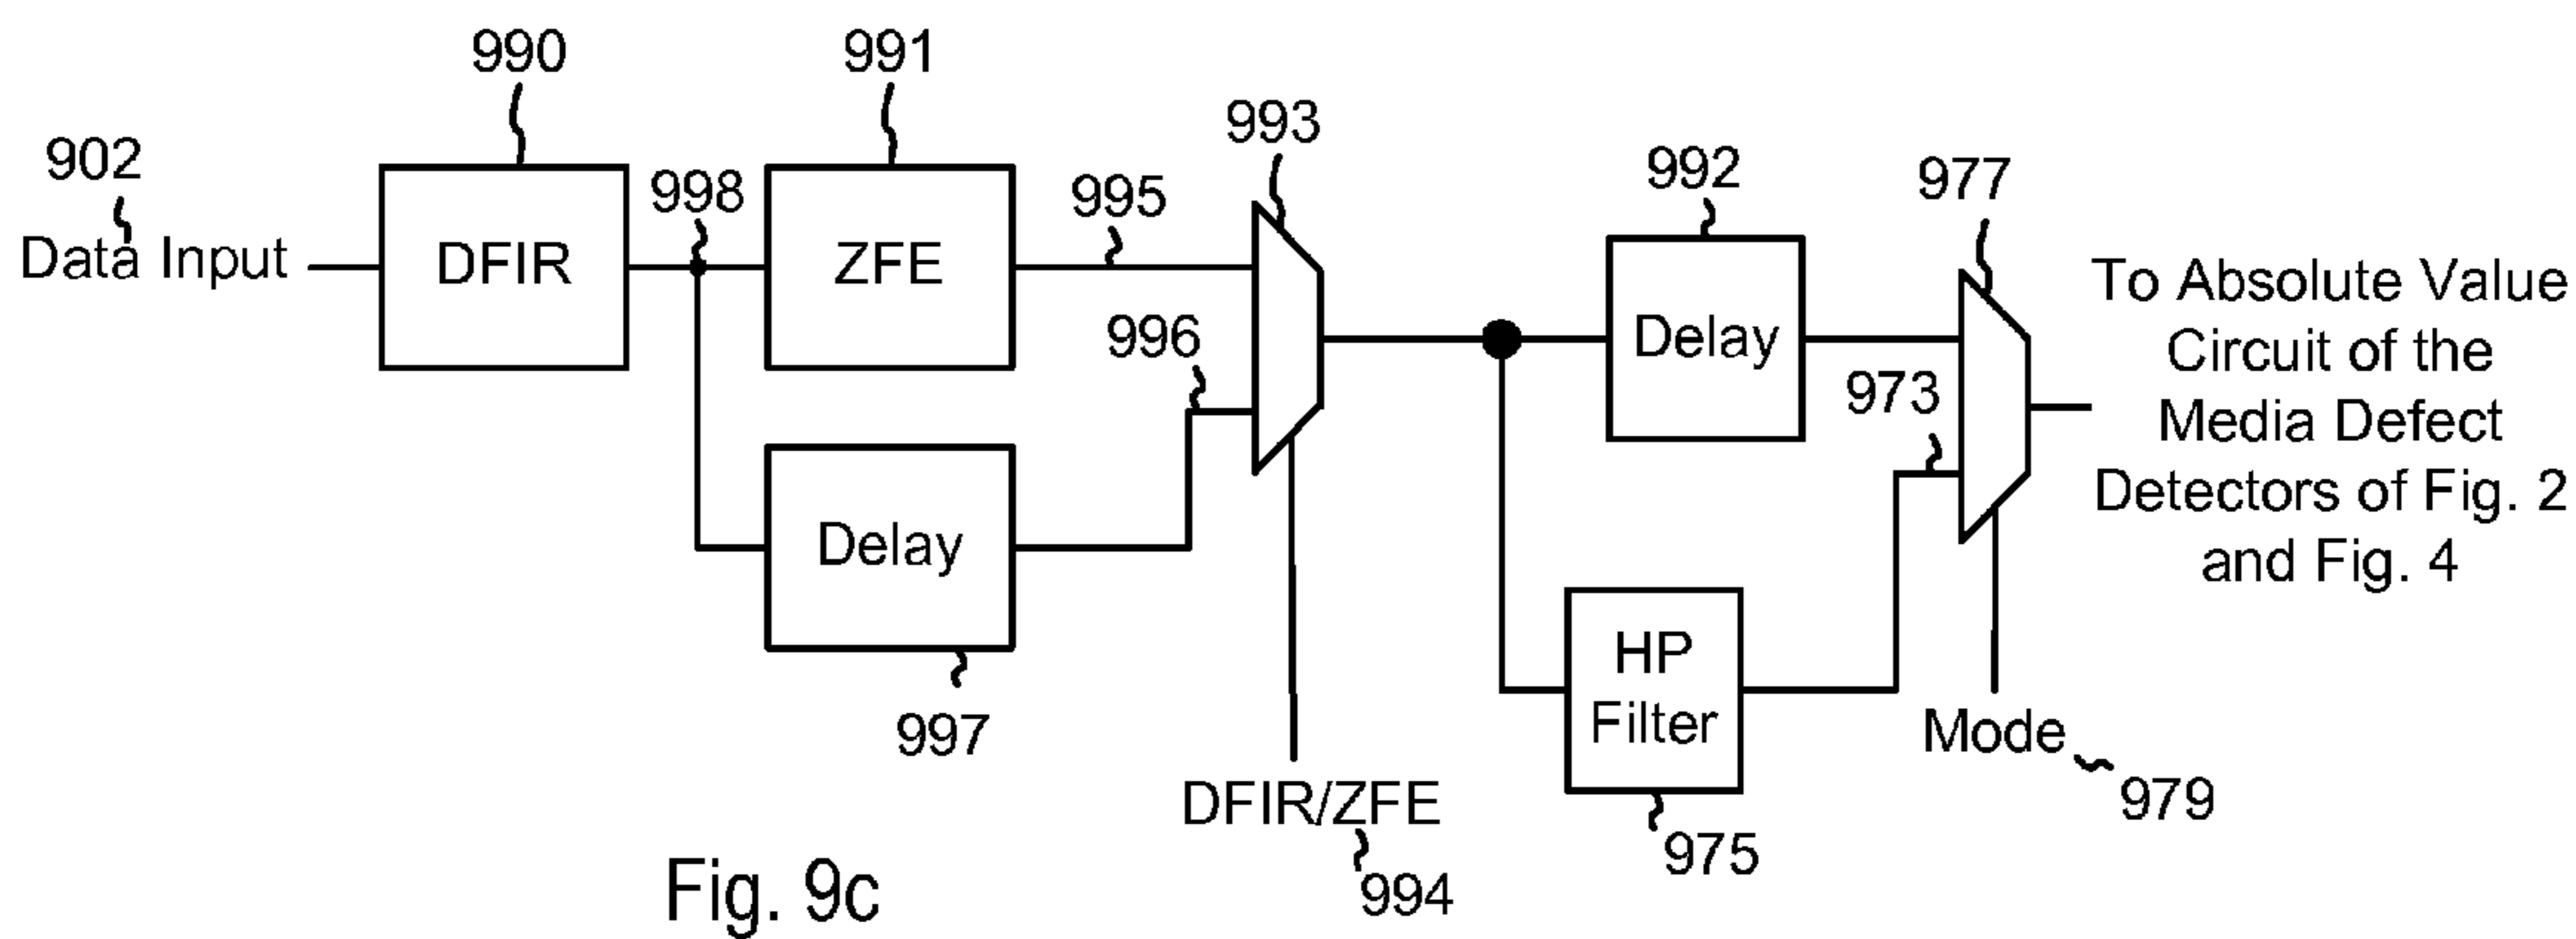 990
991
993
902
998
995
992
977
Data Input
DFIR
ZFE
996
Delay
973
To Absolute Value
Circuit of the
Media Defect
Detectors of Fig. 2
and Fig. 4
Delay
997
HP
Filter
Mode
979
DFIR/ZFE
994
975
Fig. 9c